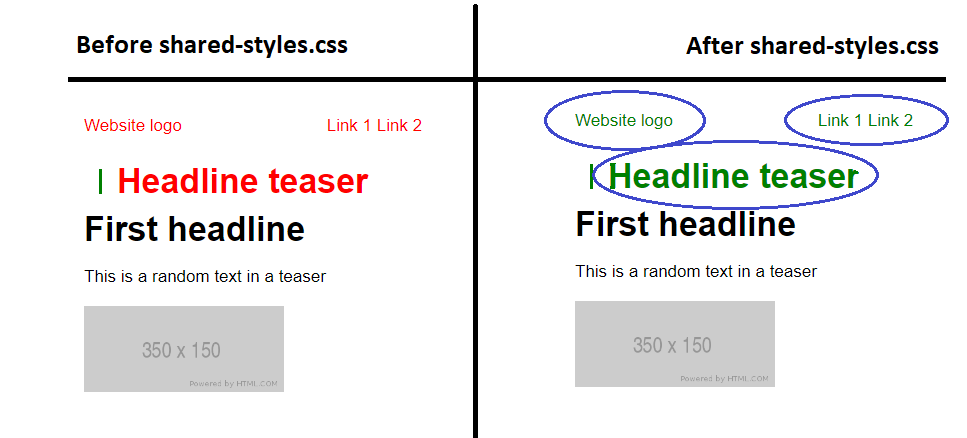 Before shared-styles.css
After shared-styles.css
Website logo
Link 1 Link 2
Headline teaser
First headline
This is a random text in a teaser
350 x 150
Powered by HTML.COM
Website logo
Link 1 Link 2
Headline teaser
First headline
This is a random text in a teaser
350 x 150
Powered by HTML.COM